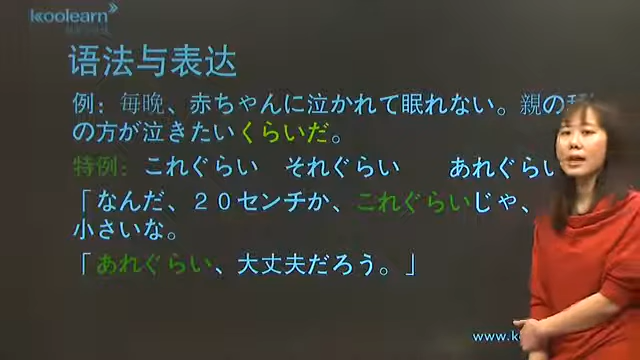 koolearn
语法与表达
例：毎晩、赤ちゃんに泣かれて眠れない。親の
の方が泣きたいくらいだ。
特例：これぐらい それぐらい あれぐらい
「なんだ、２０センチか、これぐらいじゃ、
小さいな。
「あれぐらい、大丈夫だろう。」
www.k